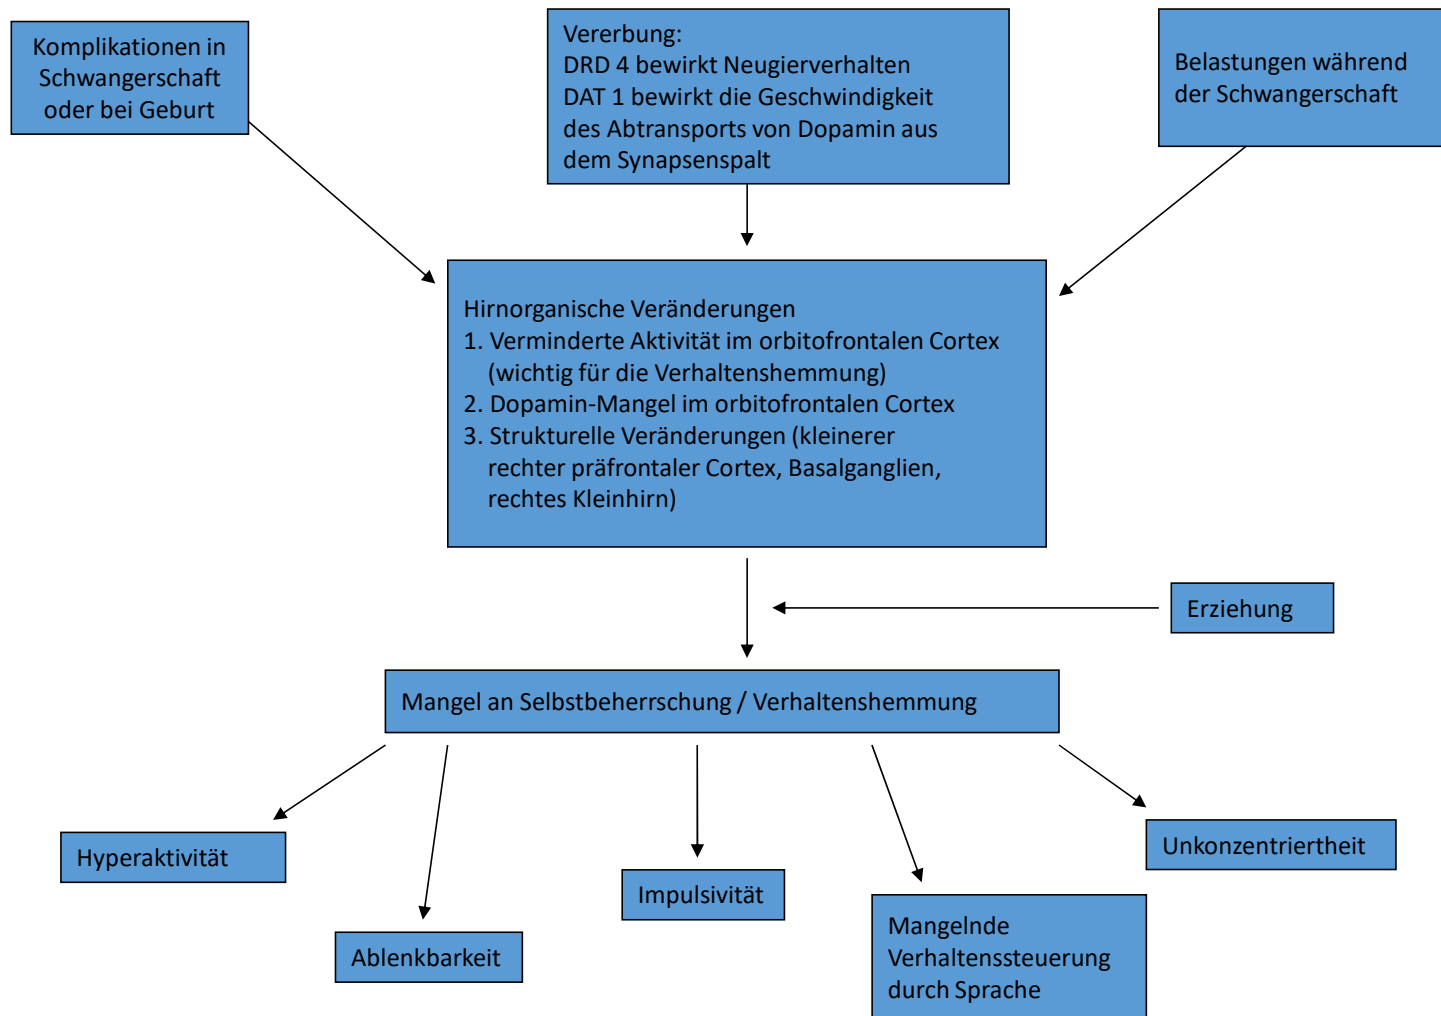 Komplikationen in
Schwangerschaft
oder bei Geburt
Vererbung:
DRD 4 bewirkt Neugierverhalten
DAT 1 bewirkt die Geschwindigkeit
des Abtransports von Dopamin aus
dem Synapsenspalt
Belastungen während
der Schwangerschaft
Hirnorganische Veränderungen
1. Verminderte Aktivität im orbitofrontalen Cortex
(wichtig für die Verhaltenshemmung)
2. Dopamin-Mangel im orbitofrontalen Cortex
3. Strukturelle Veränderungen (kleinerer
rechter präfrontaler Cortex, Basalganglien,
rechtes Kleinhirn)
Erziehung
Mangel an Selbstbeherrschung / Verhaltenshemmung
Hyperaktivität
Ablenkbarkeit
Impulsivität
Mangelnde
Verhaltenssteuerung
durch Sprache
Unkonzentriertheit